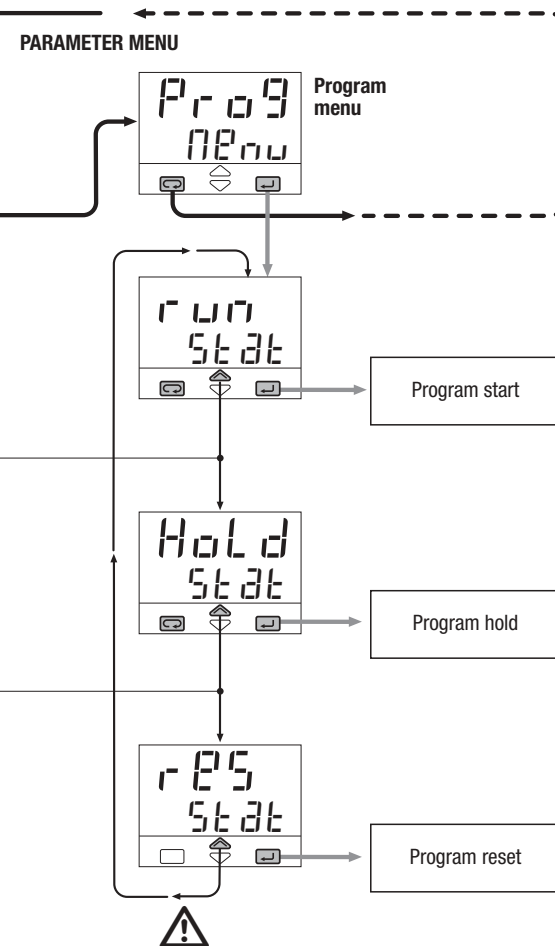 PARAMETER MENU
Prog
Menu
Program
menu
run
Stat
Program start
HoLd
Stat
Program hold
rES
Stat
Program reset